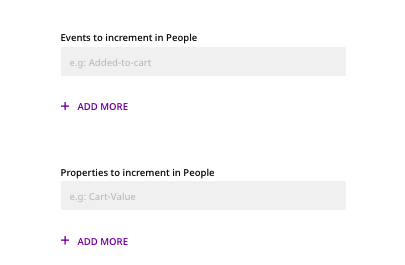 Events to increment in People
e.g: Added-to-cart
+ ADD MORE
Properties to increment in People
e.g: Cart-Value
+ ADD MORE